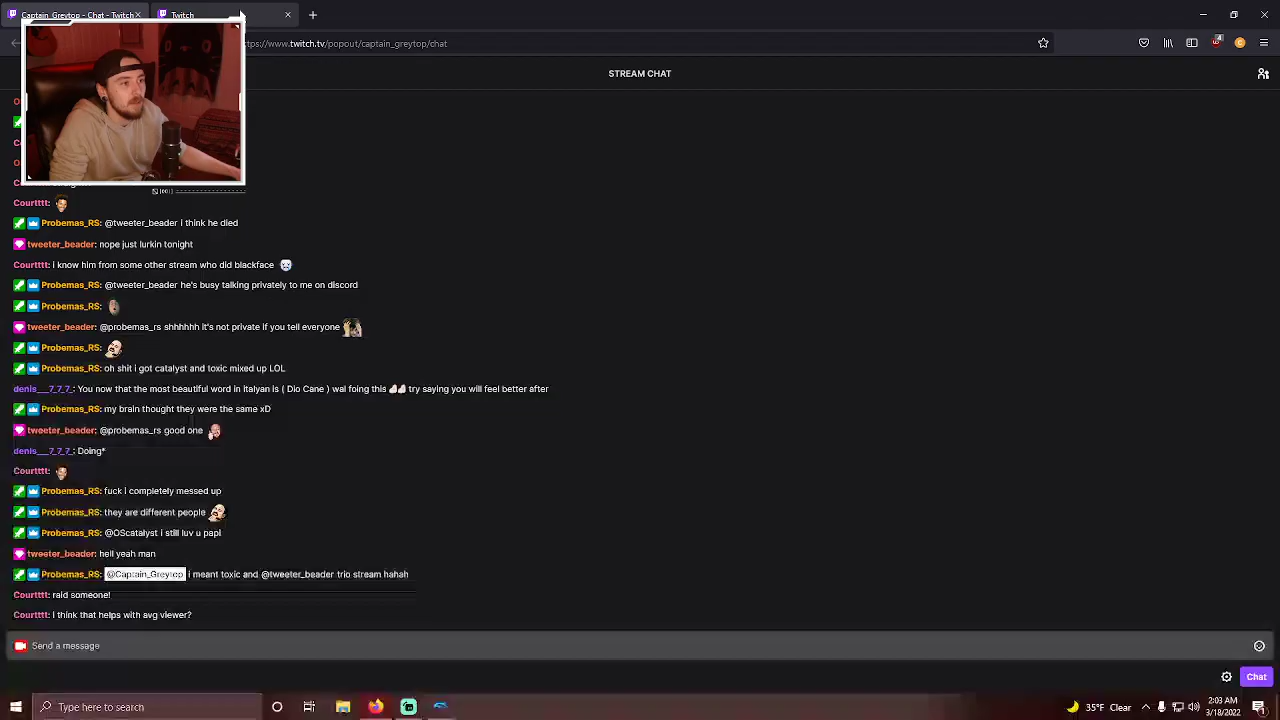 Captain_Greytop - Chat - Twitch
Twitch
https://www.twitch.tv/popout/captain_greytop/chat
STREAM CHAT
Courtttt:
Probemas_RS: @tweeter_beader i think he died
tweeter_beader: nope just lurkin tonight
Courtttt: i know him from some other stream who did blackface
Probemas_RS: @tweeter_beader he's busy talking privately to me on discord
Probemas_RS:
tweeter_beader: @probemas_rs shhhhhh it's not private if you tell everyone
Probemas_RS:
Probemas_RS: oh shit i got catalyst and toxic mixed up LOL
denis___7_7_7_: You now that the most beautiful word in Italyan is ( Dio Cane ) wal foing this try saying you will feel better after
Probemas_RS: my brain thought they were the same xD
tweeter_beader: @probemas_rs good one
denis___7_7_7_: Doing*
Courtttt:
Probemas_RS: fuck i completely messed up
Probemas_RS: they are different people
Probemas_RS: @OScatalyst i still luv u papi
tweeter_beader: hell yeah man
Probemas_RS: @Captain_Greytop i meant toxic and @tweeter_beader trio stream hahah
Courtttt: raid someone!
Courtttt: i think that helps with avg viewer?
Send a message
Chat
Type here to search
35°F Clear
2:03 AM
3/18/2022